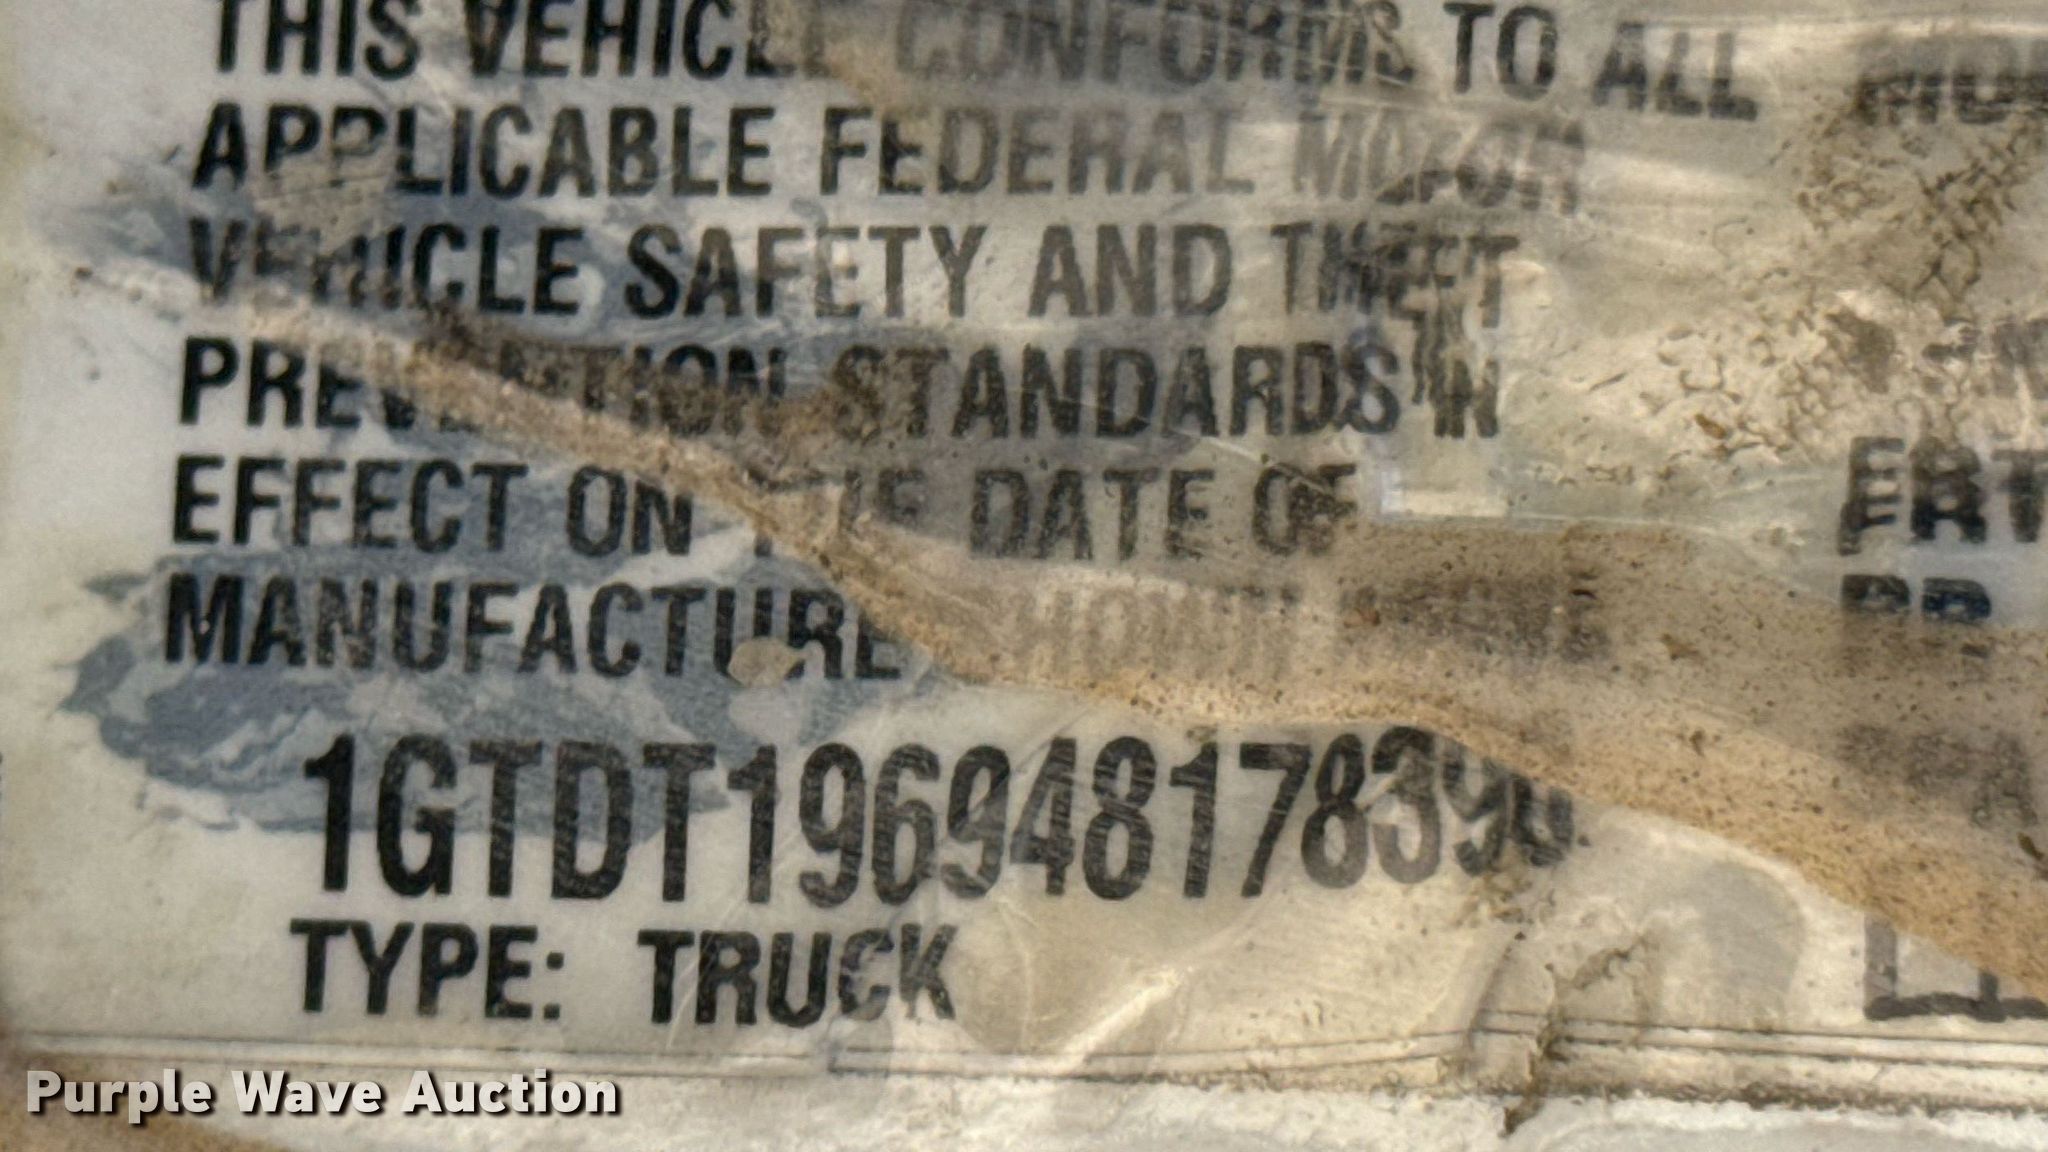 THIS VEHICLE CONFORMS TO ALL
APPLICABLE FEDERAL MOTOR
VEHICLE SAFETY AND THEFT
PREVENTION STANDARDS IN
EFFECT ON THE DATE OF
MANUFACTURE
1GTDT196948178390
TYPE: TRUCK
Purple Wave Auction